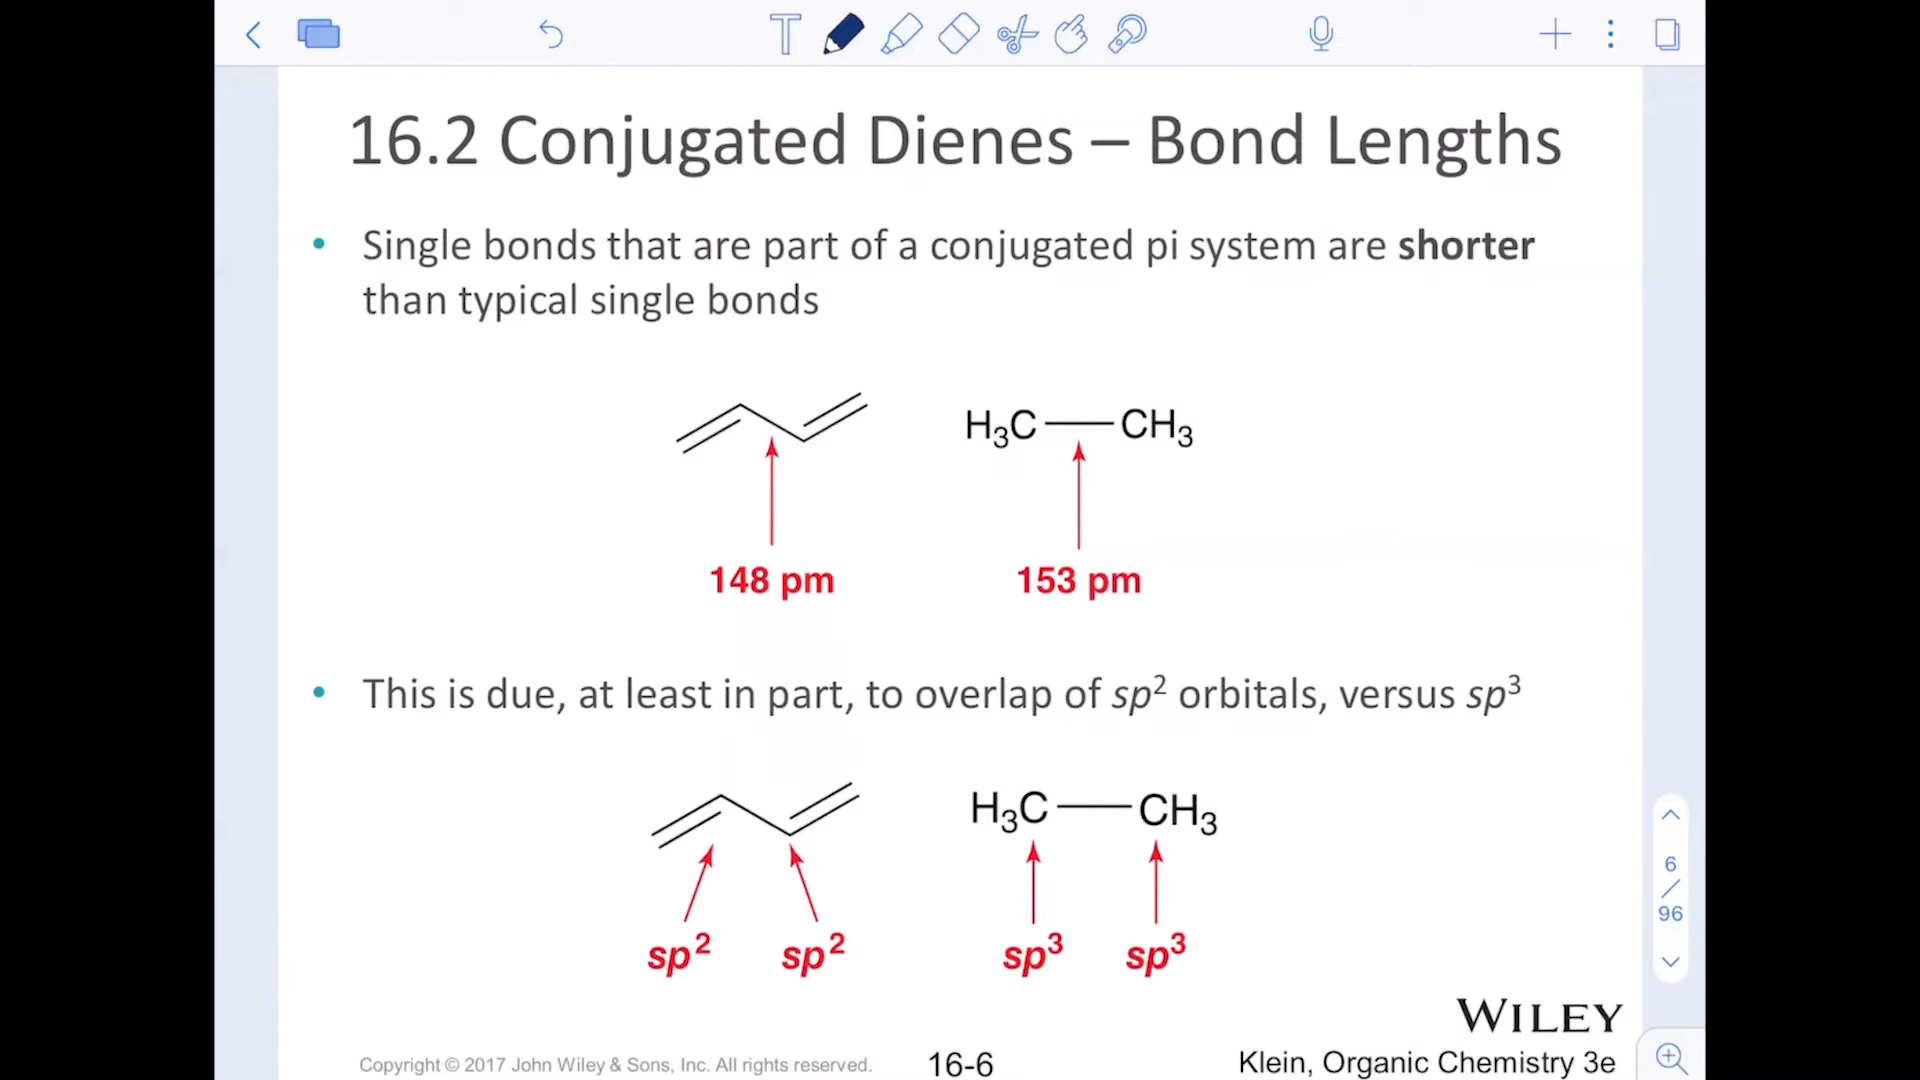 16.2 Conjugated Dienes – Bond Lengths
• Single bonds that are part of a conjugated pi system are shorter
than typical single bonds
H₃C — CH₃
148 pm
153 pm
• This is due, at least in part, to overlap of sp² orbitals, versus sp³
H₃C — CH₃
sp² sp² sp³ sp³
6
/
96
WILEY
Copyright © 2017 John Wiley & Sons, Inc. All rights reserved.
16-6
Klein, Organic Chemistry 3e